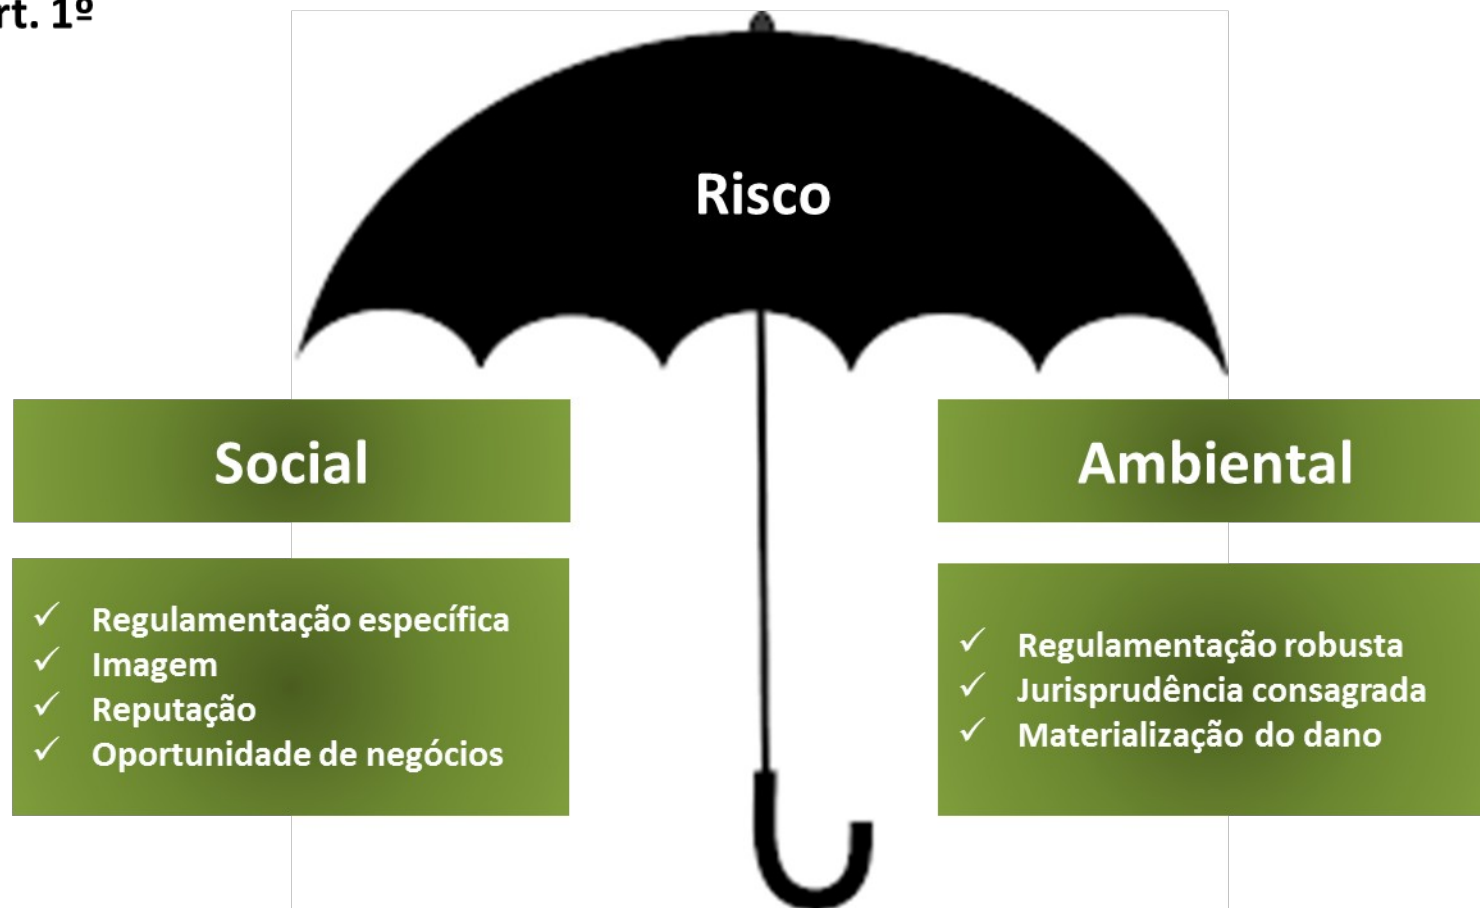 rt. 1º
Risco
Social
Ambiental
Regulamentação específica
Imagem
Reputação
Oportunidade de negócios
Regulamentação robusta
Jurisprudência consagrada
Materialização do dano